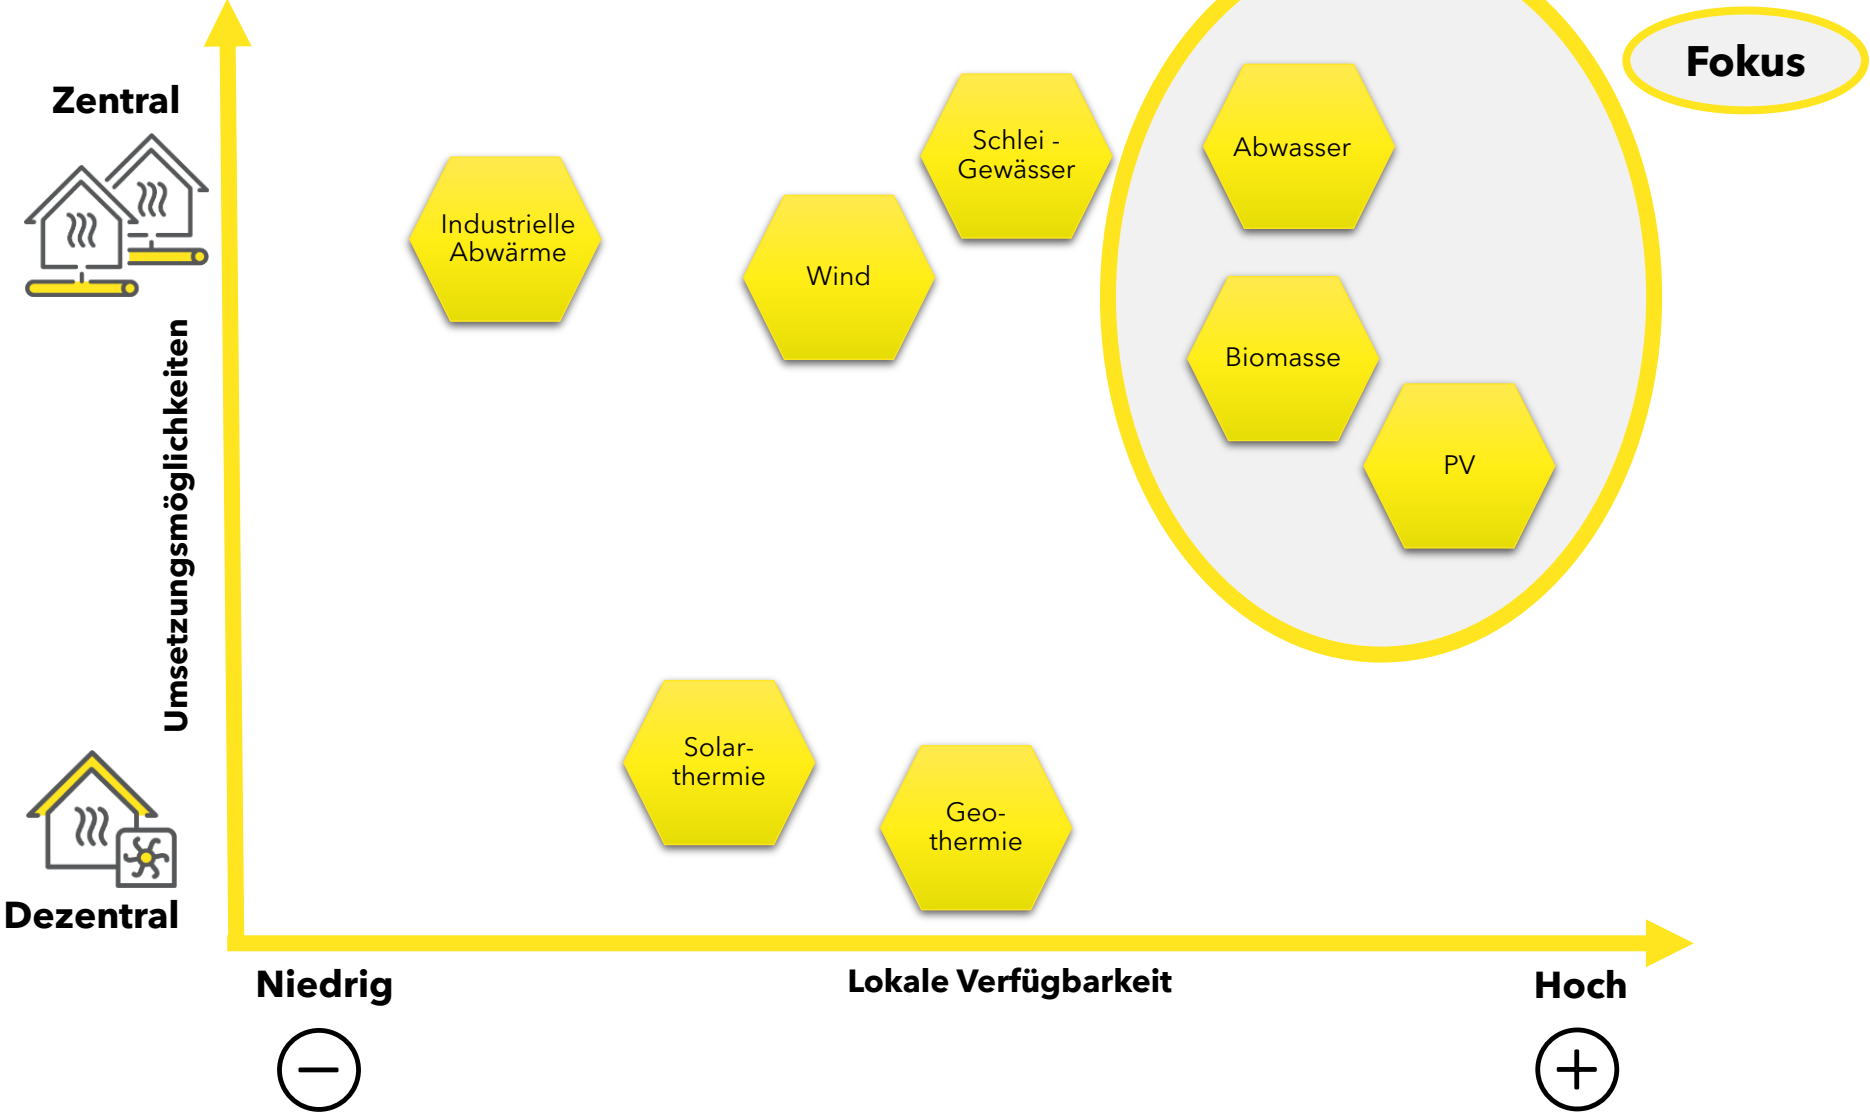 Fokus
Zentral
Schlei -
Gewässer
Abwasser
Industrielle
Abwärme
Wind
Biomasse
PV
Umsetzungsmöglichkeiten
Solar-
thermie
Geo-
thermie
Dezentral
Niedrig
Lokale Verfügbarkeit
Hoch